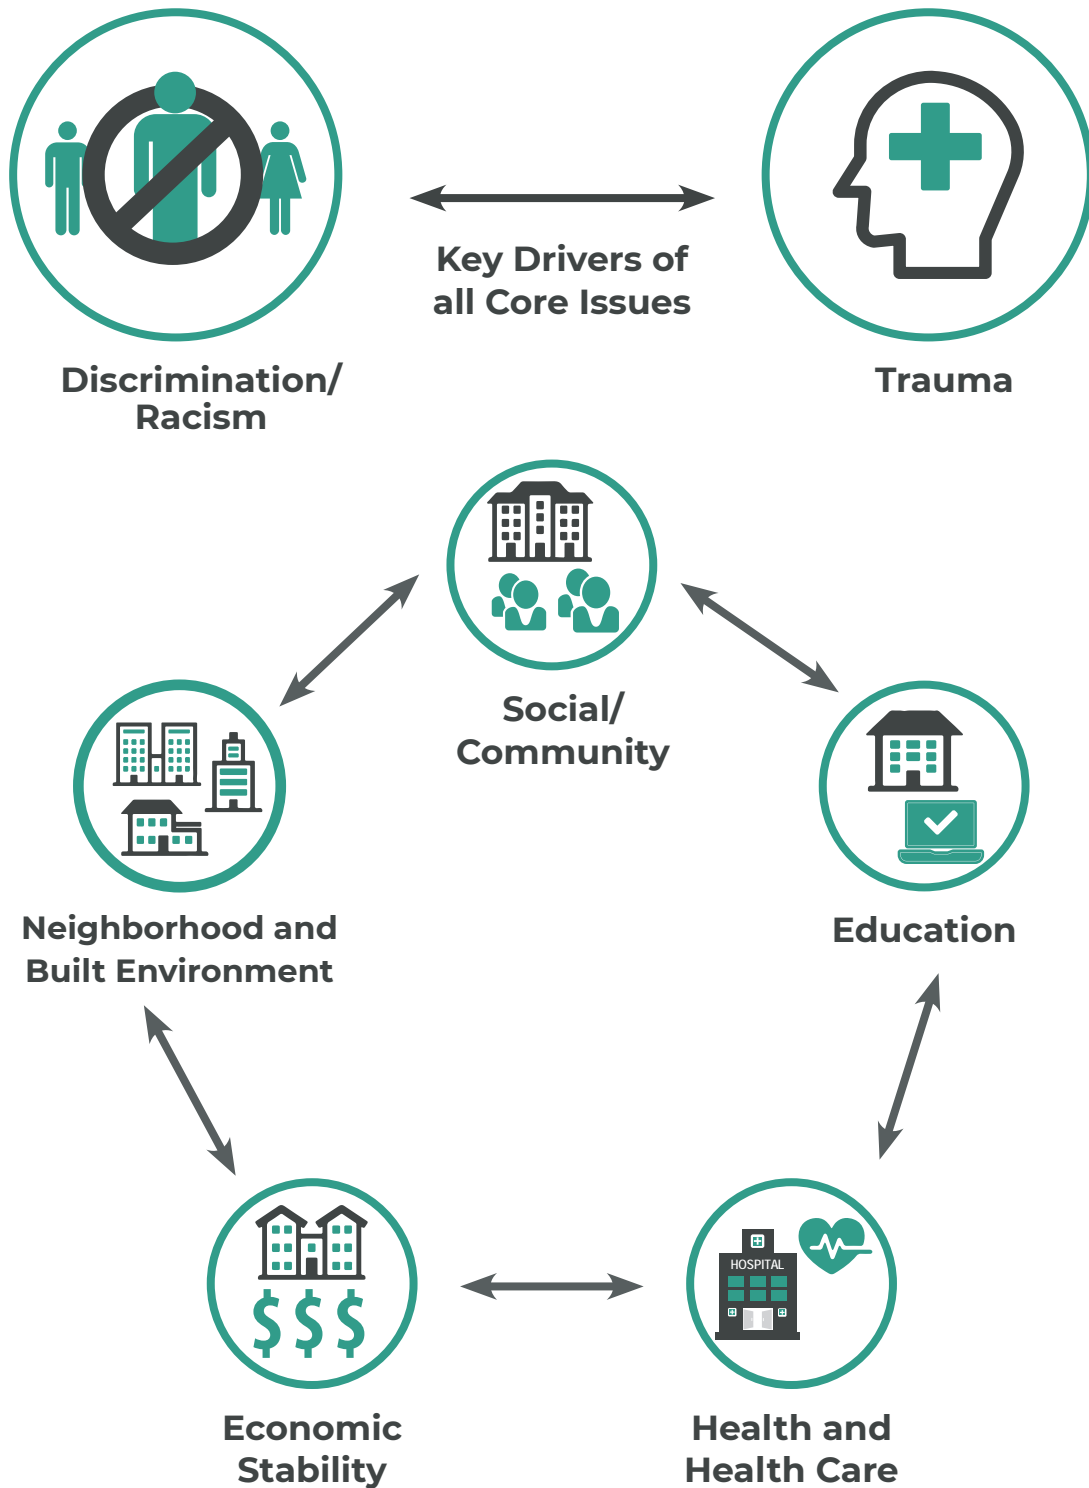 Key Drivers of
all Core Issues
Discrimination/
Racism
Trauma
Social/
Community
Neighborhood and
Built Environment
Education
HOSPITAL
$$$
Economic
Stability
Health and
Health Care